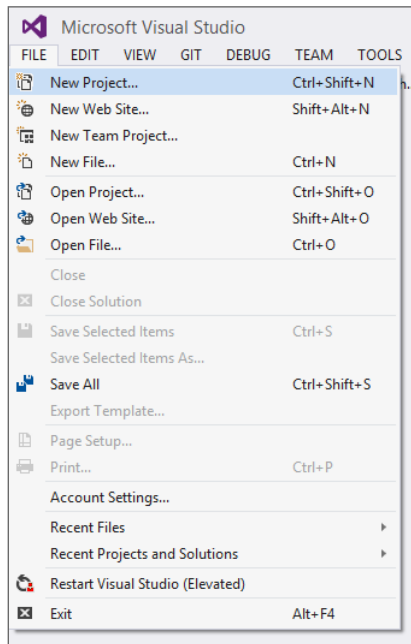 Microsoft Visual Studio
FILE EDIT VIEW GIT DEBUG TEAM TOOLS
New Project... Ctrl+Shift+N
New Web Site... Shift+Alt+N
New Team Project...
New File... Ctrl+N
Open Project... Ctrl+Shift+O
Open Web Site... Shift+Alt+O
Open File... Ctrl+O
Close
Close Solution
Save Selected Items Ctrl+S
Save Selected Items As...
Save All Ctrl+Shift+S
Export Template...
Page Setup...
Print... Ctrl+P
Account Settings...
Recent Files
Recent Projects and Solutions
Restart Visual Studio (Elevated)
Exit Alt+F4